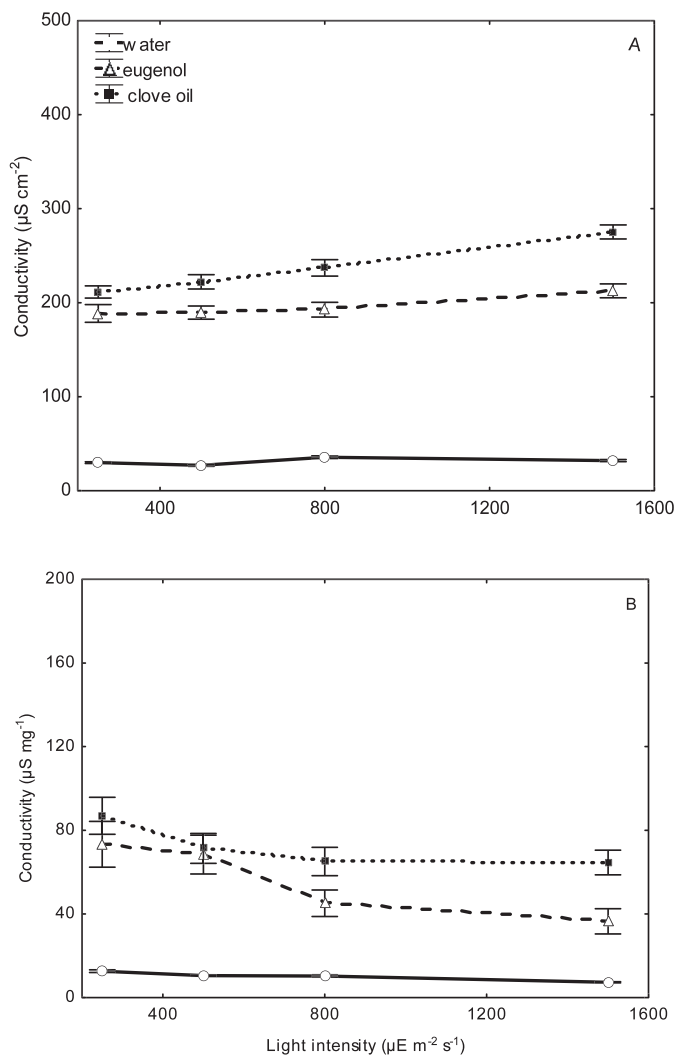 500
A
water
eugenol
clove oil
400
300
200
100
0
Conductivity (µS cm-2)
400
800
1200
1600
200
B
160
120
80
40
0
Conductivity (µS mg-1)
400
800
1200
1600
Light intensity (µE m-2 s-1)